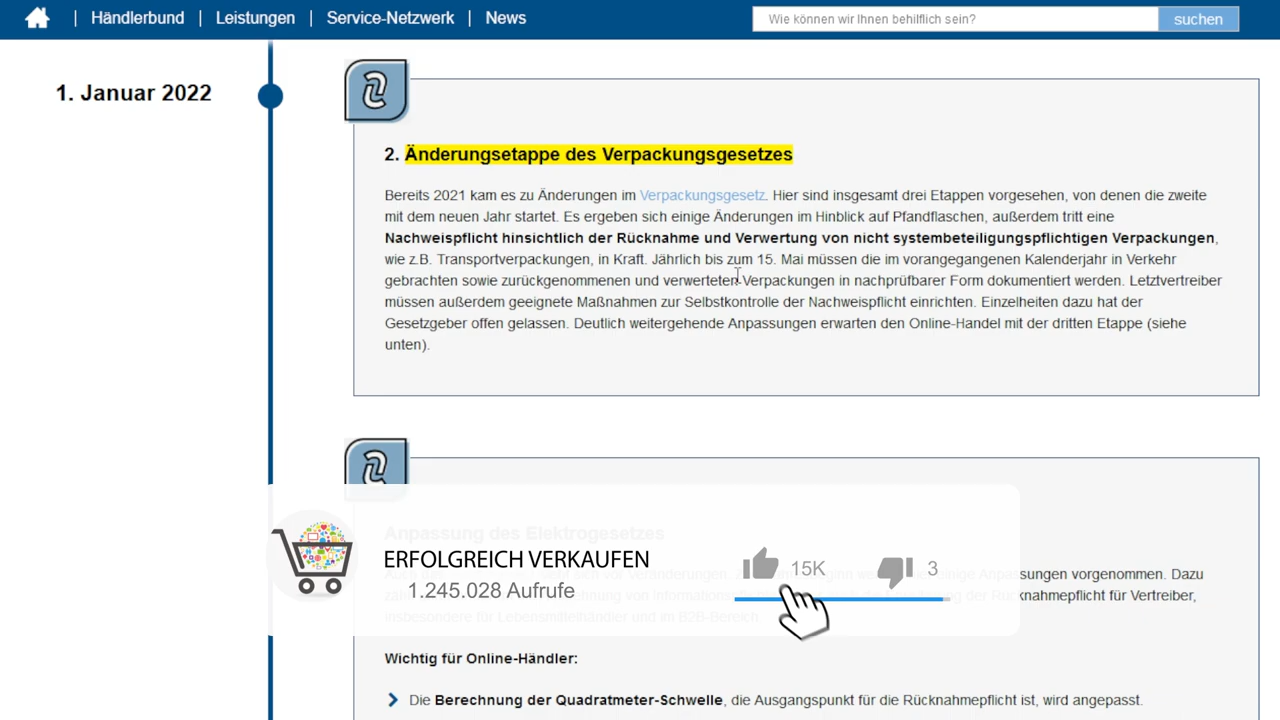 Händlerbund | Leistungen | Service-Netzwerk | News
Wie können wir Ihnen behilflich sein?
suchen
1. Januar 2022
2. Änderungsetappe des Verpackungsgesetzes
Bereits 2021 kam es zu Änderungen im Verpackungsgesetz. Hier sind insgesamt drei Etappen vorgesehen, von denen die zweite
mit dem neuen Jahr startet. Es ergeben sich einige Änderungen im Hinblick auf Pfandflaschen, außerdem tritt eine
Nachweispflicht hinsichtlich der Rücknahme und Verwertung von nicht systembeteiligungspflichtigen Verpackungen,
wie z.B. Transportverpackungen, in Kraft. Jährlich bis zum 15. Mai müssen die im vorangegangenen Kalenderjahr in Verkehr
gebrachten sowie zurückgenommenen und verwerteten Verpackungen in nachprüfbarer Form dokumentiert werden. Letztvertreiber
müssen außerdem geeignete Maßnahmen zur Selbstkontrolle der Nachweispflicht einrichten. Einzelheiten dazu hat der
Gesetzgeber offen gelassen. Deutlich weitergehende Anpassungen erwarten den Online-Handel mit der dritten Etappe (siehe
unten).
Anpassung des Elektrogesetzes
ERFOLGREICH VERKAUFEN
1.245.028 Aufrufe
15K
3
einige Anpassungen vorgenommen. Dazu
der Rücknahmepflicht für Vertreiber,
insbesondere für Lebensmittelhändler und im B2B-Bereich.
Wichtig für Online-Händler:
Die Berechnung der Quadratmeter-Schwelle, die Ausgangspunkt für die Rücknahmepflicht ist, wird angepasst.